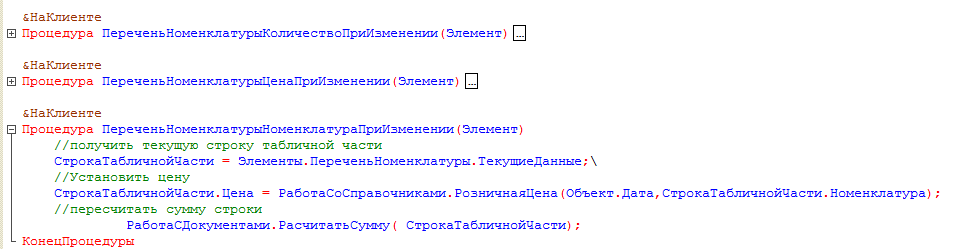 &НаКлиенте
Процедура ПереченьНоменклатурыКоличествоПриИзменении(Элемент) ...
&НаКлиенте
Процедура ПереченьНоменклатурыЦенаПриИзменении(Элемент) ...
&НаКлиенте
Процедура ПереченьНоменклатурыНоменклатураПриИзменении(Элемент)
//получить текущую строку табличной части
СтрокаТабличнойЧасти = Элементы.ПереченьНоменклатуры.ТекущиеДанные;\
//Установить цену
СтрокаТабличнойЧасти.Цена = РаботаСоСправочниками.РозничнаяЦена(Объект.Дата,СтрокаТабличнойЧасти.Номенклатура);
//пересчитать сумму строки
РаботаСДокументами.РасчитатьСумму( СтрокаТабличнойЧасти);
КонецПроцедуры